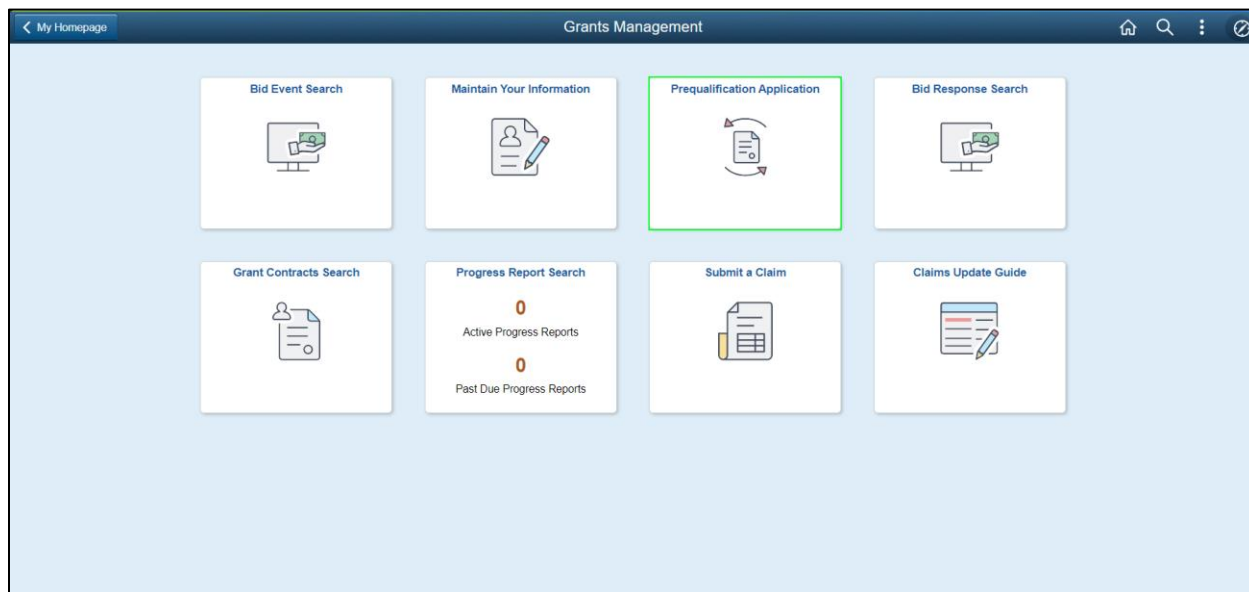 My Homepage
Grants Management
Bid Event Search
Maintain Your Information
Prequalification Application
Bid Response Search
Grant Contracts Search
Progress Report Search
0
Active Progress Reports
0
Past Due Progress Reports
Submit a Claim
Claims Update Guide